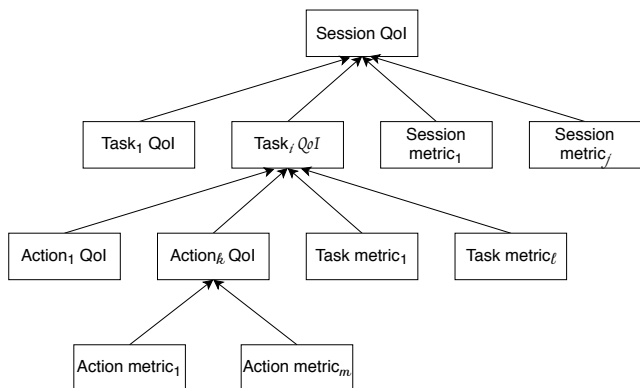 Session QoI
Task₁ QoI
Taskᵢ QoI
Session
metric₁
Session
metricⱼ
Action₁ QoI
Actionₖ QoI
Task metric₁
Task metricℓ
Action metric₁
Action metricₘ